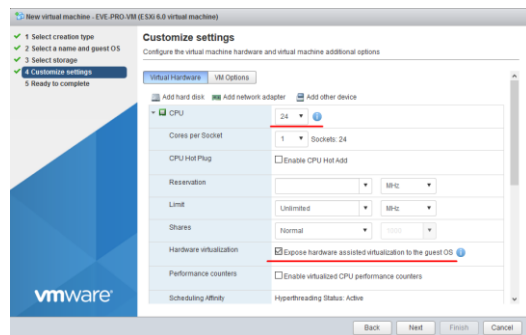 New virtual machine - EVE-PRO-VM (ESXi 6.0 virtual machine)
1 Select creation type
2 Select a name and guest OS
3 Select storage
4 Customize settings
5 Ready to complete
Customize settings
Configure the virtual machine hardware and virtual machine additional options
Virtual Hardware VM Options
Add hard disk Add network adapter Add other device
CPU 24
Cores per Socket 1 Sockets: 24
CPU Hot Plug Enable CPU Hot Add
Reservation MHz
Limit Unlimited MHz
Shares Normal 1000
Hardware virtualization Expose hardware assisted virtualization to the guest OS
Performance counters Enable virtualized CPU performance counters
Scheduling Affinity Hyperthreading Status: Active
vmware
Back Next Finish Cancel